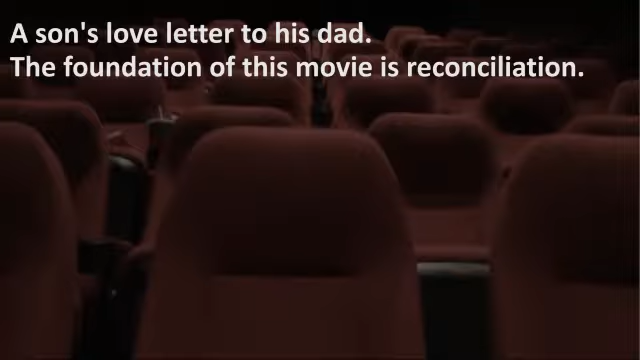 A son's love letter to his dad.
The foundation of this movie is reconciliation.